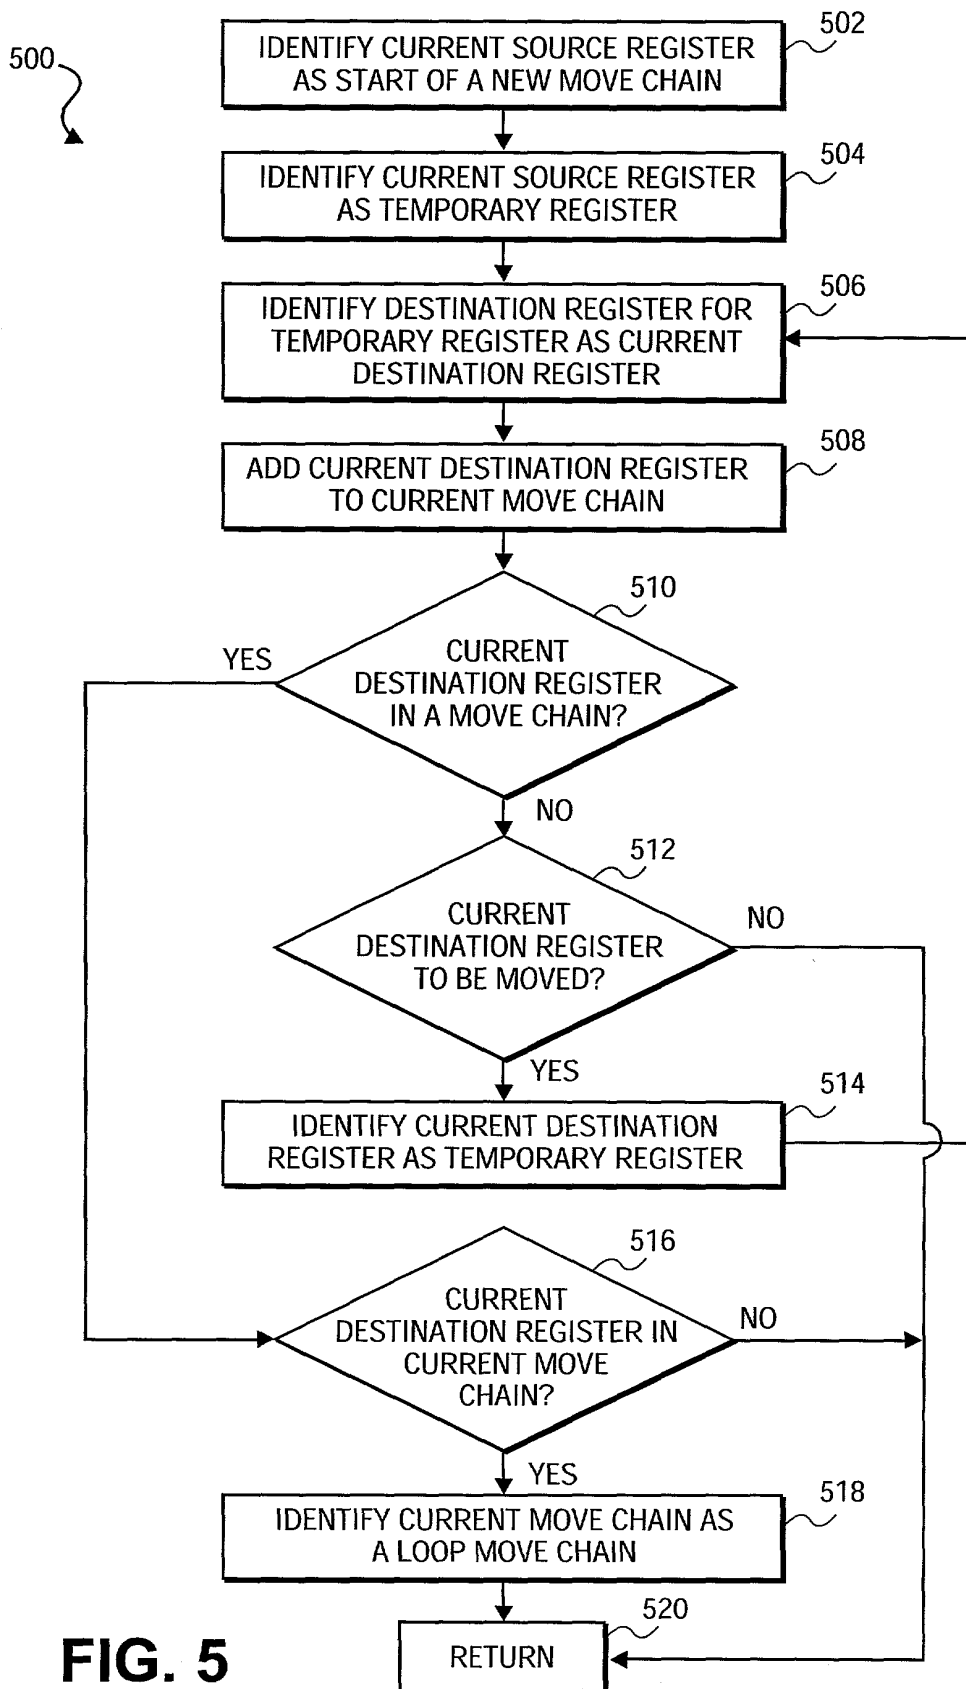 500
502
IDENTIFY CURRENT SOURCE REGISTER
AS START OF A NEW MOVE CHAIN
504
IDENTIFY CURRENT SOURCE REGISTER
AS TEMPORARY REGISTER
506
IDENTIFY DESTINATION REGISTER FOR
TEMPORARY REGISTER AS CURRENT
DESTINATION REGISTER
508
ADD CURRENT DESTINATION REGISTER
TO CURRENT MOVE CHAIN
510
YES
CURRENT
DESTINATION REGISTER
IN A MOVE CHAIN?
NO
512
CURRENT
DESTINATION REGISTER
TO BE MOVED?
NO
YES
514
IDENTIFY CURRENT DESTINATION
REGISTER AS TEMPORARY REGISTER
516
CURRENT
DESTINATION REGISTER IN
CURRENT MOVE
CHAIN?
NO
YES
518
IDENTIFY CURRENT MOVE CHAIN AS
A LOOP MOVE CHAIN
520
RETURN
FIG. 5